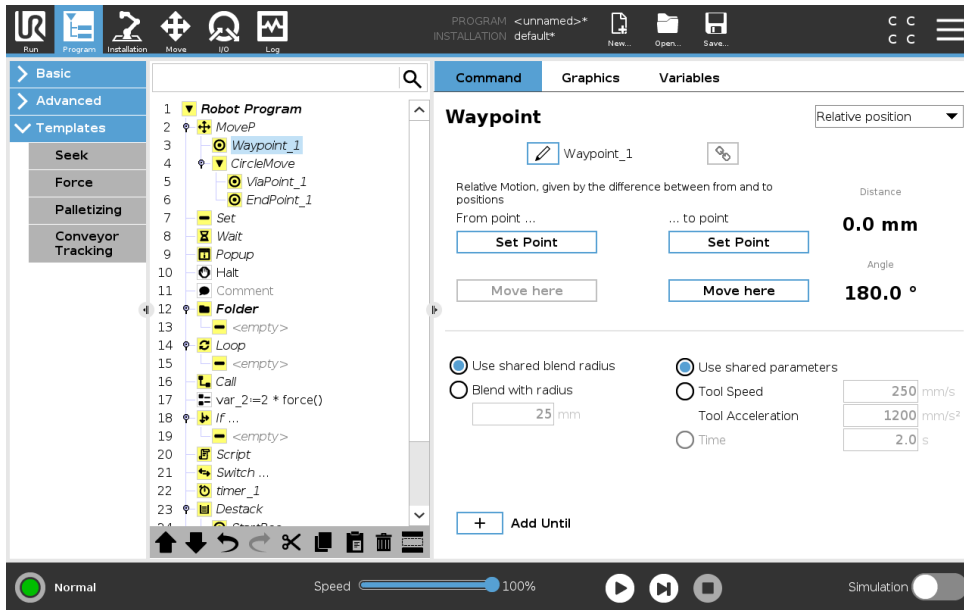 PROGRAM <unnamed>*
INSTALLATION default*
C C
C C
Run Program Installation Move I/O Log New... Open... Save...
Basic
Advanced
Templates
Seek
Force
Palletizing
Conveyor
Tracking
1 Robot Program
2 MoveP
3 Waypoint_1
4 CircleMove
5 ViaPoint_1
6 EndPoint_1
7 Set
8 Wait
9 Popup
10 Halt
11 Comment
12 Folder
13 <empty>
14 Loop
15 <empty>
16 Call
17 var_2:=2 * force()
18 If ...
19 <empty>
20 Script
21 Switch ...
22 timer_1
23 Destack
Command Graphics Variables
Waypoint
Relative position
Waypoint_1
Relative Motion, given by the difference between from and to
positions
Distance
From point ... ... to point
0.0 mm
Set Point Set Point
Angle
Move here Move here 180.0 °
Use shared blend radius Use shared parameters
Blend with radius Tool Speed 250 mm/s
25 mm Tool Acceleration 1200 mm/s²
Time 2.0 s
+ Add Until
Normal Speed 100% Simulation